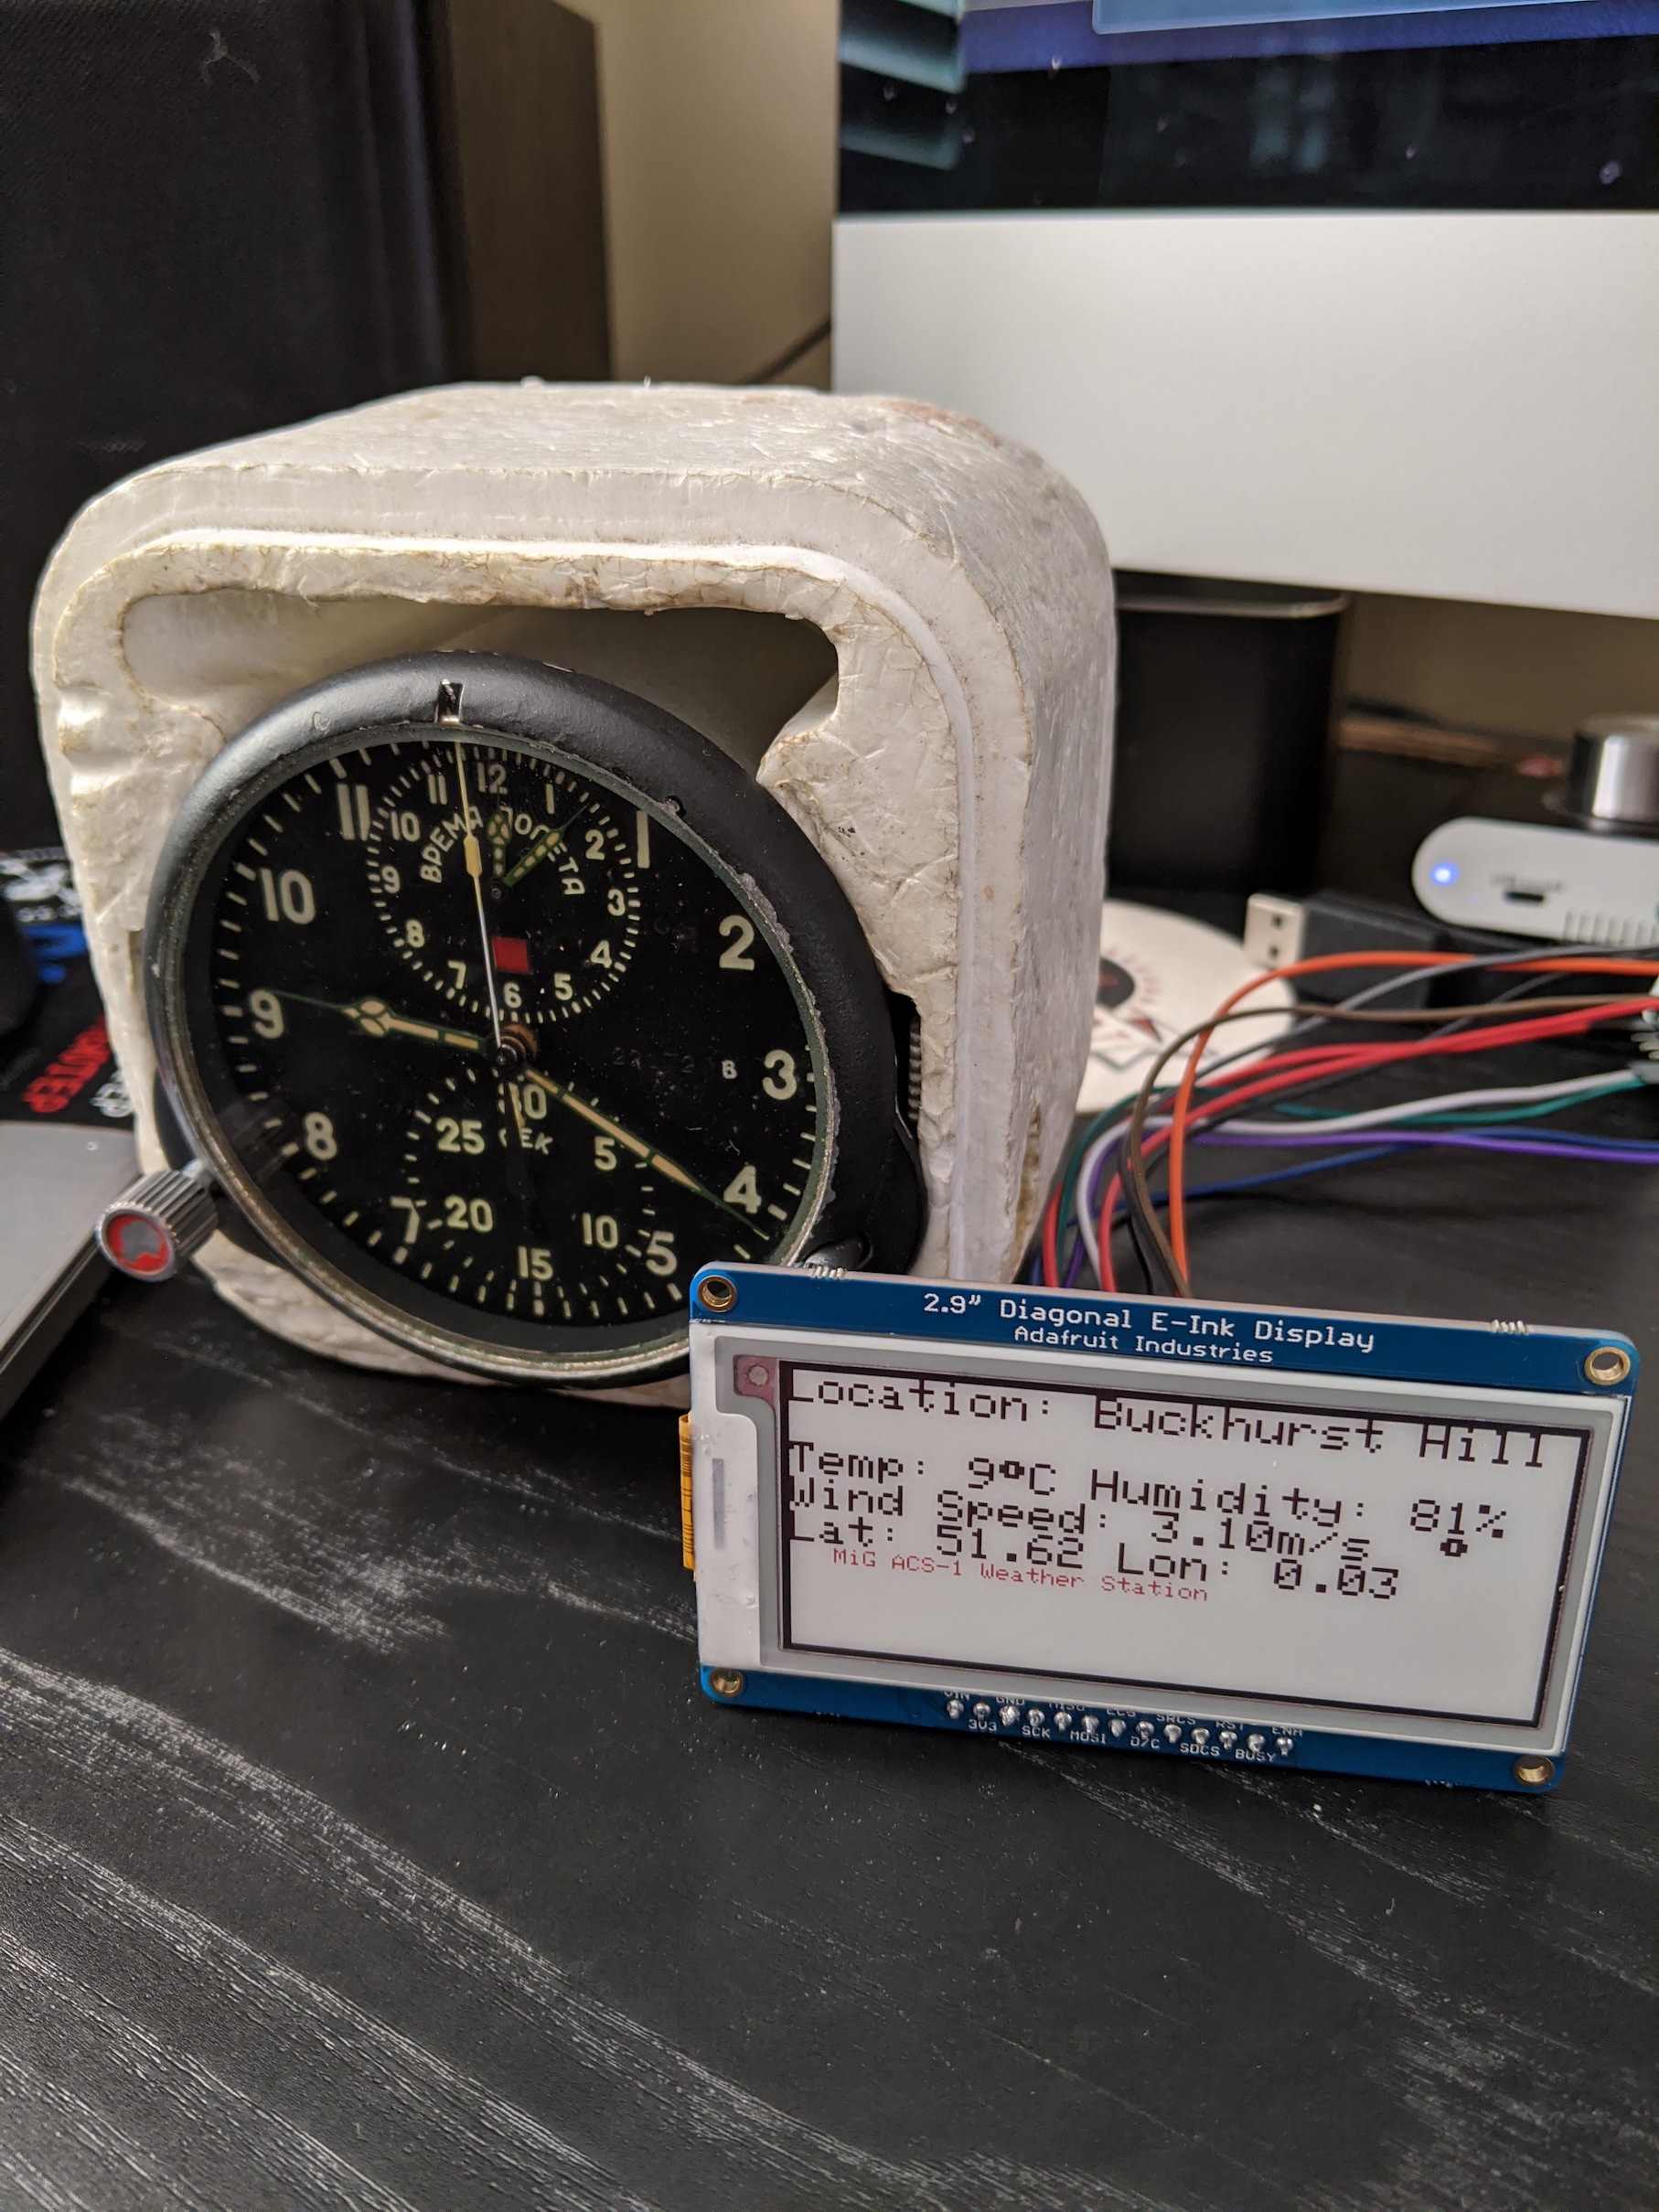 N
12
11 1
10 2
ВРЕМЯ ПОЛЕТА
9 3
8 4
7 5
6
11 1
10 2
9 3
8 4
7 5
30
СЕК
25 5
20 10
15
2.9” Diagonal E-Ink Display
Adafruit Industries
Location: Buckhurst Hill
Temp: 9°C Humidity: 81%
Wind Speed: 3.10m/s °
Lat: 51.62 Lon: 0.03
MiG ACS-1 Weather Station
VIN GND MISO ECS SRCS RST ENA
3V3 SCK MOSI D/C SDCS BUSY